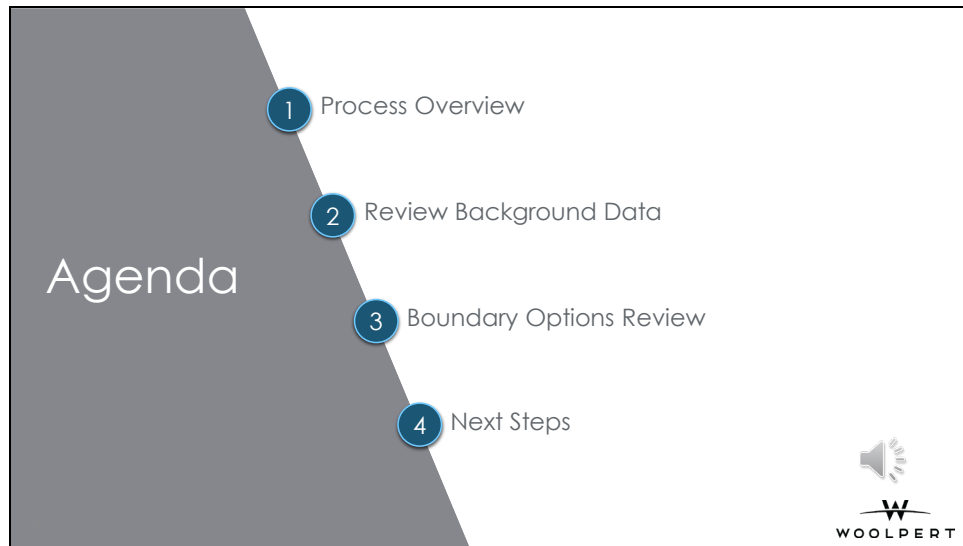 Agenda
1 Process Overview
2 Review Background Data
3 Boundary Options Review
4 Next Steps
W
WOOLPERT